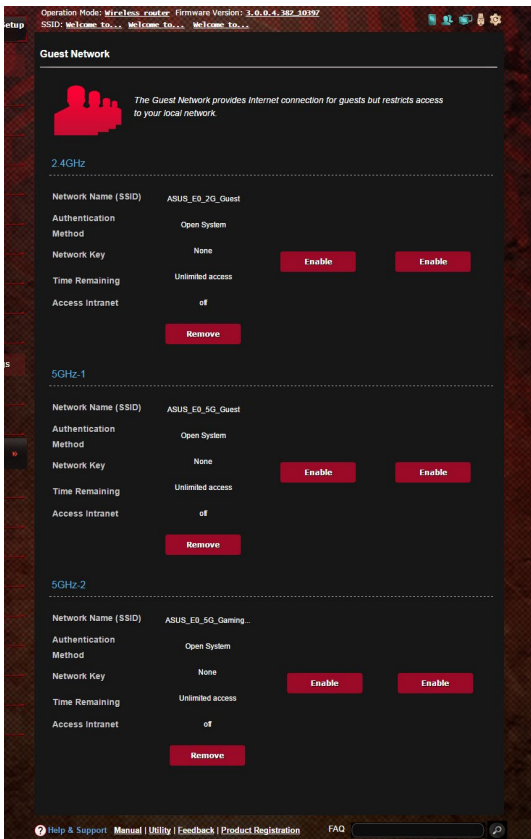 Setup
Operation Mode: Wireless router Firmware Version: 3.0.0.4.382_10397
SSID: Welcome to... Welcome to... Welcome to...
Guest Network
The Guest Network provides Internet connection for guests but restricts access
to your local network.
2.4GHz
Network Name (SSID) ASUS_E0_2G_Guest
Authentication
Method Open System
Network Key None
Enable Enable
Time Remaining Unlimited access
Access Intranet off
Remove
gs
5GHz-1
Network Name (SSID) ASUS_E0_5G_Guest
Authentication
Method Open System
Network Key None
Enable Enable
Time Remaining Unlimited access
Access Intranet off
Remove
5GHz-2
Network Name (SSID) ASUS_E0_5G_Gaming...
Authentication
Method Open System
Network Key None
Enable Enable
Time Remaining Unlimited access
Access Intranet off
Remove
Help & Support Manual | Utility | Feedback | Product Registration FAQ